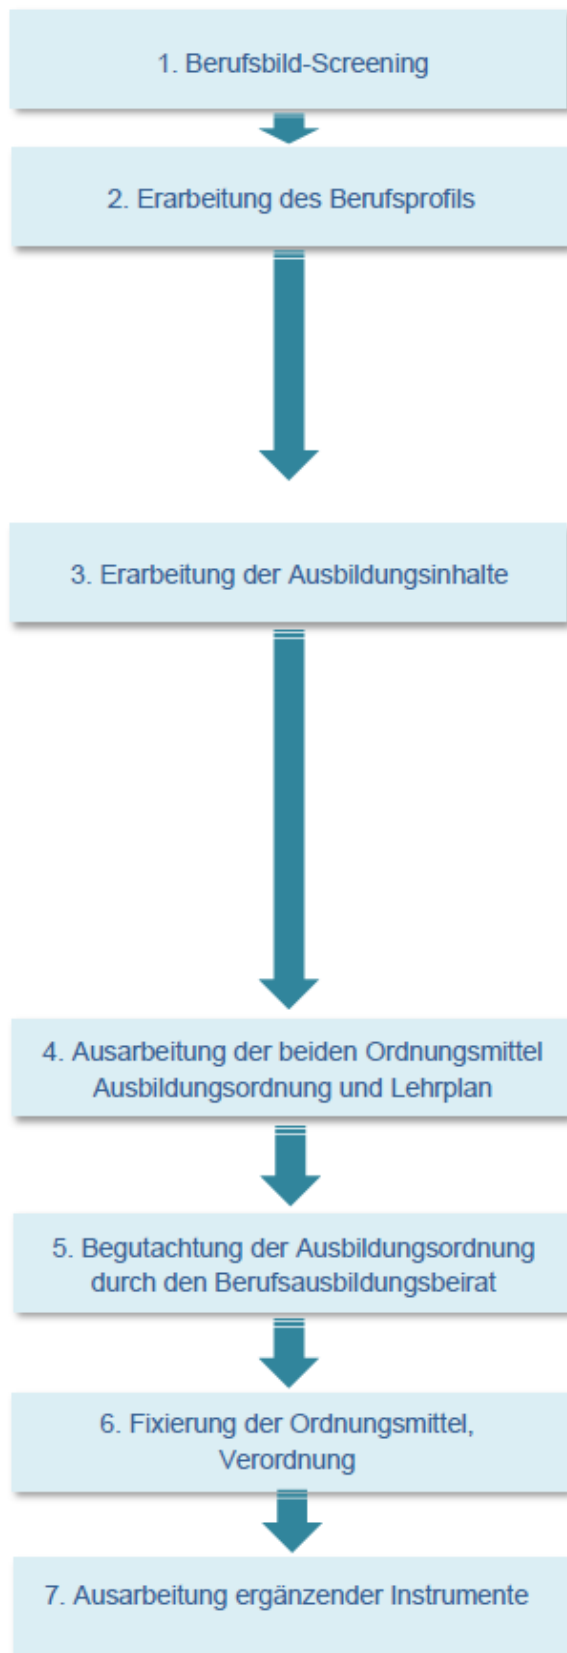 1. Berufsbild-Screening
2. Erarbeitung des Berufsprofils
3. Erarbeitung der Ausbildungsinhalte
4. Ausarbeitung der beiden Ordnungsmittel
Ausbildungsordnung und Lehrplan
5. Begutachtung der Ausbildungsordnung
durch den Berufsausbildungsbeirat
6. Fixierung der Ordnungsmittel,
Verordnung
7. Ausarbeitung ergänzender Instrumente